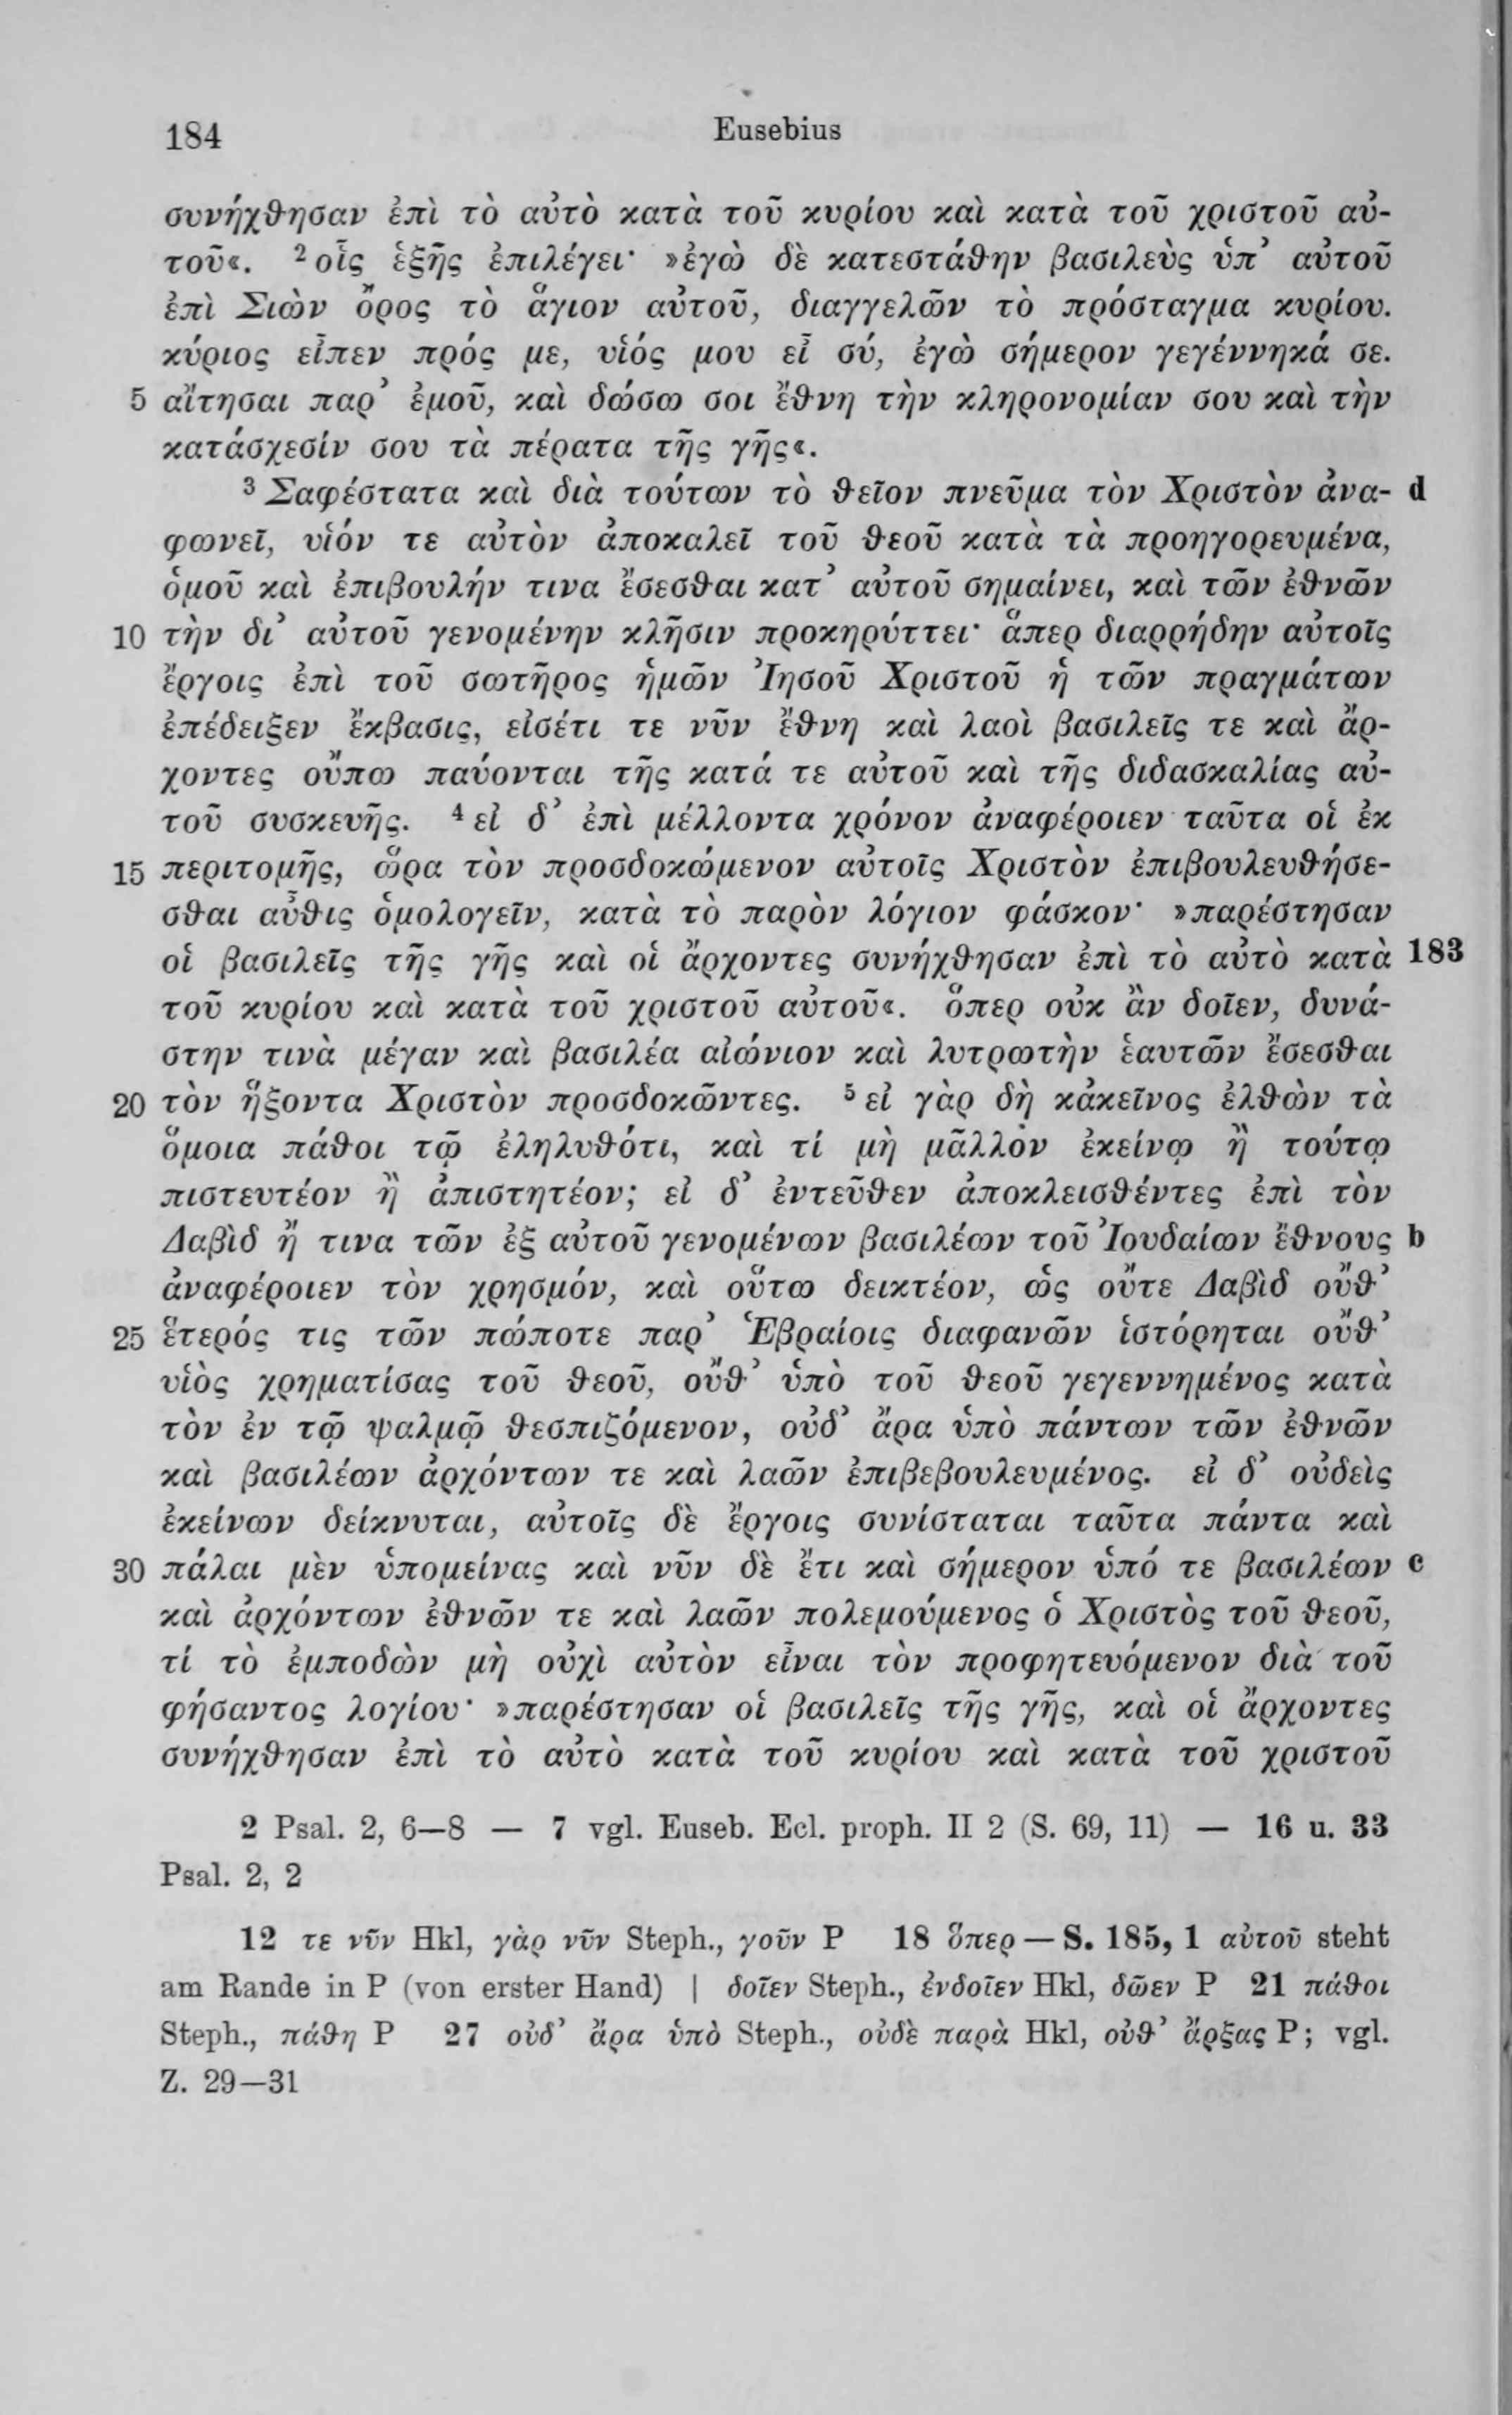 184 Eusebius
συνήχθησαν ἐπὶ τὸ αὐτὸ κατὰ τοῦ κυρίου καὶ κατὰ τοῦ χριστοῦ αὐ-
τοῦ«. ² οἷς ἑξῆς ἐπιλέγει· »ἐγὼ δὲ κατεστάθην βασιλεὺς ὑπ’ αὐτοῦ
ἐπὶ Σιὼν ὄρος τὸ ἅγιον αὐτοῦ, διαγγελῶν τὸ πρόσταγμα κυρίου.
κύριος εἶπεν πρός με, υἱός μου εἶ σύ, ἐγὼ σήμερον γεγέννηκά σε.
5 αἴτησαι παρ’ ἐμοῦ, καὶ δώσω σοι ἔθνη τὴν κληρονομίαν σου καὶ τὴν
κατάσχεσίν σου τὰ πέρατα τῆς γῆς«.
³ Σαφέστατα καὶ διὰ τούτων τὸ θεῖον πνεῦμα τὸν Χριστὸν ἀνα- d
φωνεῖ, υἱόν τε αὐτὸν ἀποκαλεῖ τοῦ θεοῦ κατὰ τὰ προηγορευμένα,
ὁμοῦ καὶ ἐπιβουλήν τινα ἔσεσθαι κατ’ αὐτοῦ σημαίνει, καὶ τῶν ἐθνῶν
10 τὴν δι’ αὐτοῦ γενομένην κλῆσιν προκηρύττει· ἅπερ διαρρήδην αὐτοῖς
ἔργοις ἐπὶ τοῦ σωτῆρος ἡμῶν Ἰησοῦ Χριστοῦ ἡ τῶν πραγμάτων
ἐπέδειξεν ἔκβασις, εἰσέτι τε νῦν ἔθνη καὶ λαοὶ βασιλεῖς τε καὶ ἄρ-
χοντες οὔπω παύονται τῆς κατά τε αὐτοῦ καὶ τῆς διδασκαλίας αὐ-
τοῦ συσκευῆς. ⁴ εἰ δ’ ἐπὶ μέλλοντα χρόνον ἀναφέροιεν ταῦτα οἱ ἐκ
15 περιτομῆς, ὥρα τὸν προσδοκώμενον αὐτοῖς Χριστὸν ἐπιβουλευθήσε-
σθαι αὖθις ὁμολογεῖν, κατὰ τὸ παρὸν λόγιον φάσκον· »παρέστησαν
οἱ βασιλεῖς τῆς γῆς καὶ οἱ ἄρχοντες συνήχθησαν ἐπὶ τὸ αὐτὸ κατὰ 183
τοῦ κυρίου καὶ κατὰ τοῦ χριστοῦ αὐτοῦ«. ὅπερ οὐκ ἂν δοῖεν, δυνά-
στην τινὰ μέγαν καὶ βασιλέα αἰώνιον καὶ λυτρωτὴν ἑαυτῶν ἔσεσθαι
20 τὸν ἥξοντα Χριστὸν προσδοκῶντες. ⁵ εἰ γὰρ δὴ κἀκεῖνος ἐλθὼν τὰ
ὅμοια πάθοι τῷ ἐληλυθότι, καὶ τί μὴ μᾶλλον ἐκείνῳ ἢ τούτῳ
πιστευτέον ἢ ἀπιστητέον; εἰ δ’ ἐντεῦθεν ἀποκλεισθέντες ἐπὶ τὸν
Δαβὶδ ἤ τινα τῶν ἐξ αὐτοῦ γενομένων βασιλέων τοῦ Ἰουδαίων ἔθνους b
ἀναφέροιεν τὸν χρησμόν, καὶ οὕτω δεικτέον, ὡς οὔτε Δαβὶδ οὔθ’
25 ἕτερός τις τῶν πώποτε παρ’ Ἑβραίοις διαφανῶν ἱστόρηται οὔθ’
υἱὸς χρηματίσας τοῦ θεοῦ, οὔθ’ ὑπὸ τοῦ θεοῦ γεγεννημένος κατὰ
τὸν ἐν τῷ ψαλμῷ θεσπιζόμενον, οὐδ’ ἄρα ὑπὸ πάντων τῶν ἐθνῶν
καὶ βασιλέων ἀρχόντων τε καὶ λαῶν ἐπιβεβουλευμένος. εἰ δ’ οὐδεὶς
ἐκείνων δείκνυται, αὐτοῖς δὲ ἔργοις συνίσταται ταῦτα πάντα καὶ
30 πάλαι μὲν ὑπομείνας καὶ νῦν δὲ ἔτι καὶ σήμερον ὑπό τε βασιλέων c
καὶ ἀρχόντων ἐθνῶν τε καὶ λαῶν πολεμούμενος ὁ Χριστὸς τοῦ θεοῦ,
τί τὸ ἐμποδὼν μὴ οὐχὶ αὐτὸν εἶναι τὸν προφητευόμενον διὰ τοῦ
φήσαντος λογίου· »παρέστησαν οἱ βασιλεῖς τῆς γῆς, καὶ οἱ ἄρχοντες
συνήχθησαν ἐπὶ τὸ αὐτὸ κατὰ τοῦ κυρίου καὶ κατὰ τοῦ χριστοῦ
2 Psal. 2, 6—8 — 7 vgl. Euseb. Ecl. proph. II 2 (S. 69, 11) — 16 u. 33
Psal. 2, 2
12 τε νῦν Hkl, γὰρ νῦν Steph., γοῦν P 18 ὅπερ — S. 185, 1 αὐτοῦ steht
am Rande in P (von erster Hand) | δοῖεν Steph., ἐνδοῖεν Hkl, δῶεν P 21 πάθοι
Steph., πάθη P 27 οὐδ’ ἄρα ὑπὸ Steph., οὐδὲ παρὰ Hkl, οὐθ’ ἄρξας P; vgl.
Z. 29—31